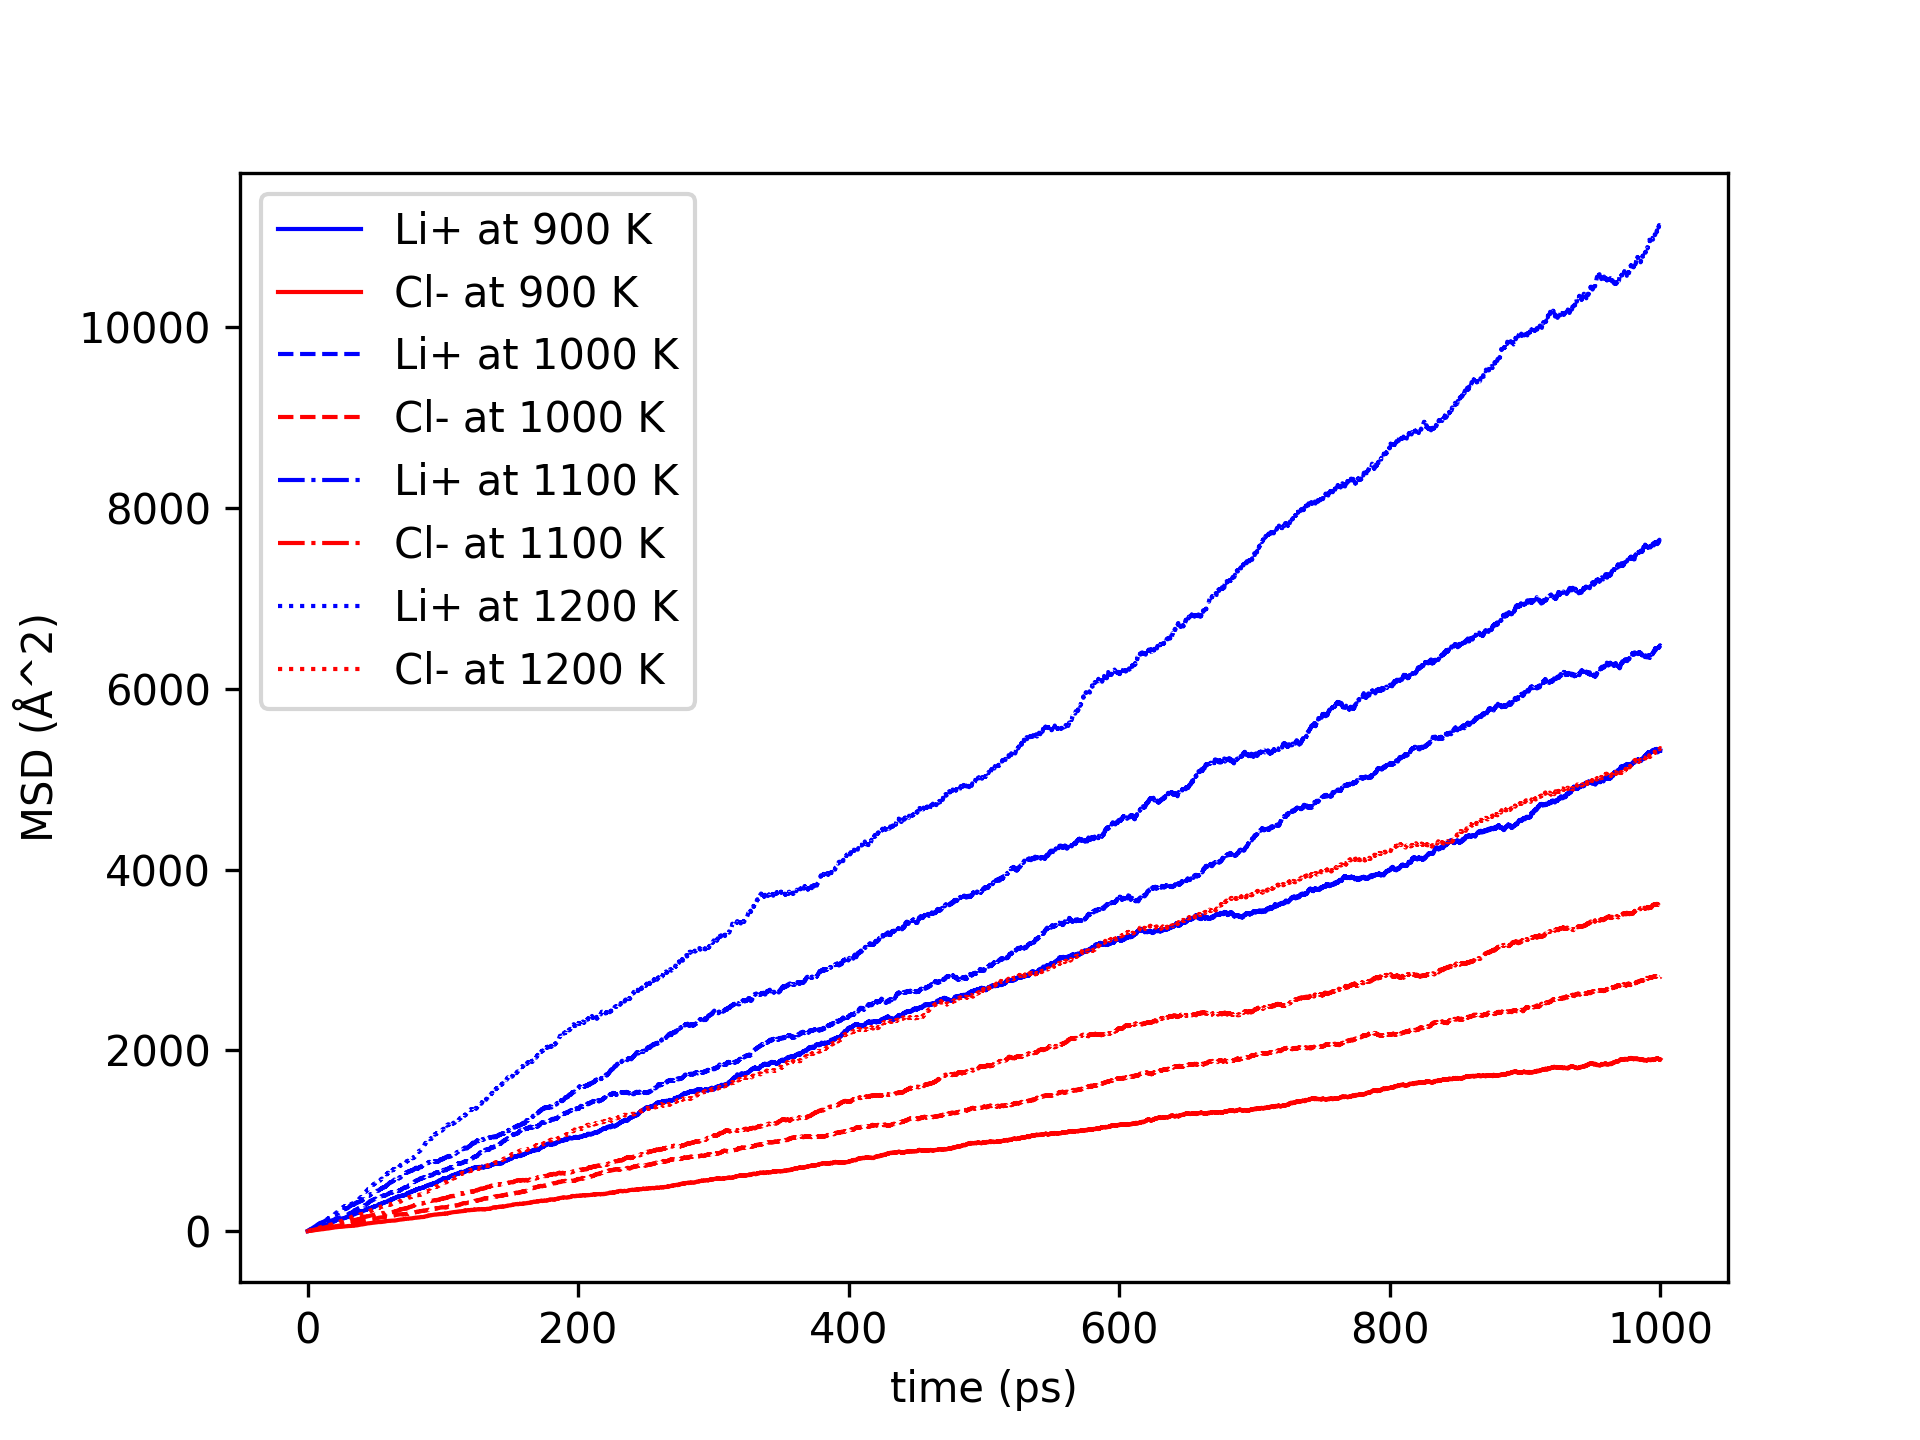 Li+ at 900 K
Cl- at 900 K
Li+ at 1000 K
Cl- at 1000 K
Li+ at 1100 K
Cl- at 1100 K
Li+ at 1200 K
Cl- at 1200 K
10000
8000
6000
4000
2000
0
MSD (Å^2)
0 200 400 600 800 1000
time (ps)